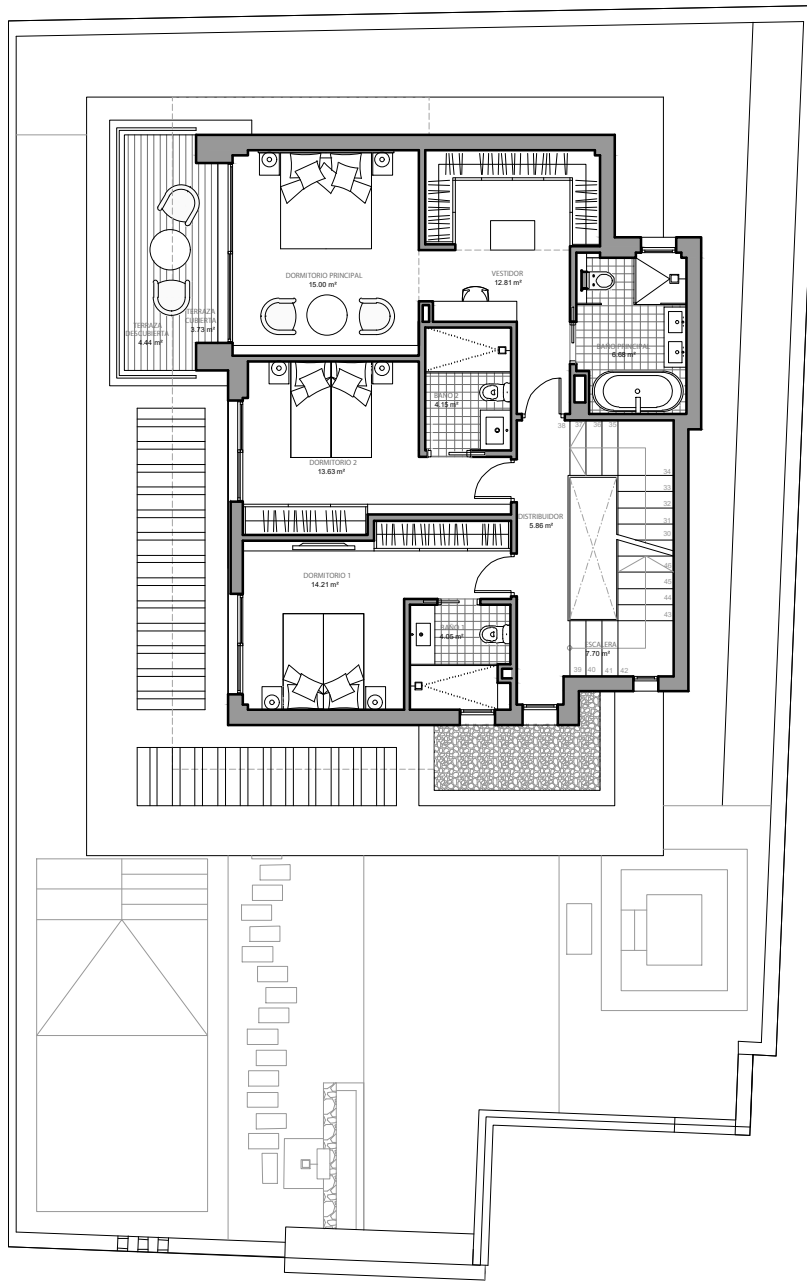 DORMITORIO PRINCIPAL
15.00 m²
VESTIDOR
12.81 m²
TERRAZA
CUBIERTA
3.73 m²
TERRAZA
DESCUBIERTA
4.44 m²
BAÑO PRINCIPAL
6.66 m²
BAÑO 2
4.15 m²
38
37
36
35
DORMITORIO 2
13.63 m²
34
33
32
31
30
DISTRIBUIDOR
5.86 m²
46
45
44
43
DORMITORIO 1
14.21 m²
BAÑO 1
4.05 m²
ESCALERA
7.70 m²
39
40
41
42